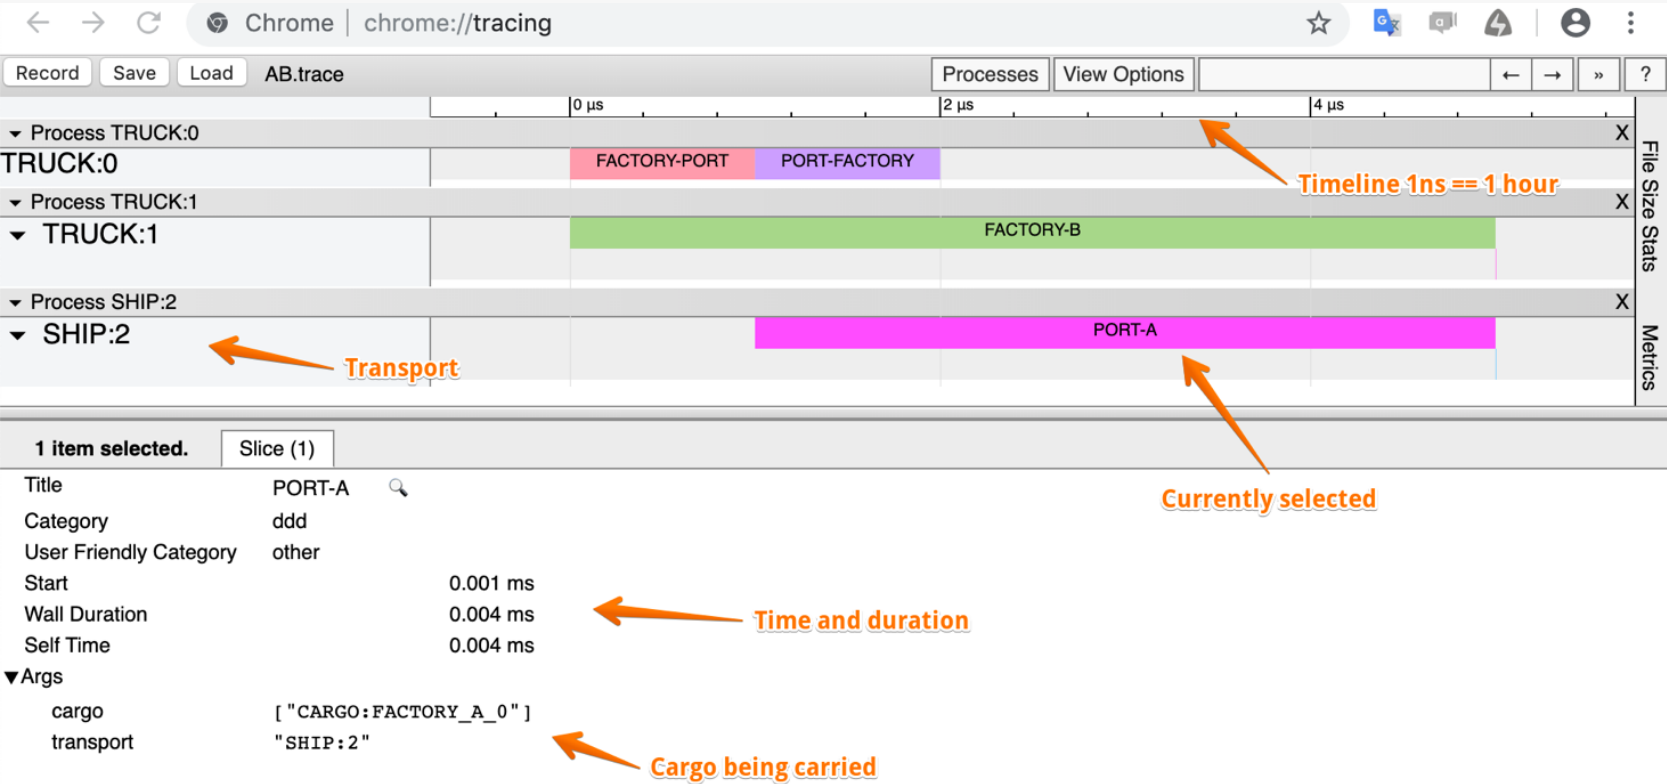 Chrome | chrome://tracing
Record Save Load AB.trace Processes View Options ← → » ?
0 µs 2 µs 4 µs
Process TRUCK:0 X
TRUCK:0 FACTORY-PORT PORT-FACTORY
Timeline 1ns == 1 hour
Process TRUCK:1 X
TRUCK:1 FACTORY-B
File Size Stats
Process SHIP:2 X
SHIP:2 PORT-A
Transport
Metrics
1 item selected. Slice (1)
Title PORT-A
Currently selected
Category ddd
User Friendly Category other
Start 0.001 ms
Wall Duration 0.004 ms
Time and duration
Self Time 0.004 ms
Args
cargo ["CARGO:FACTORY_A_0"]
transport "SHIP:2"
Cargo being carried